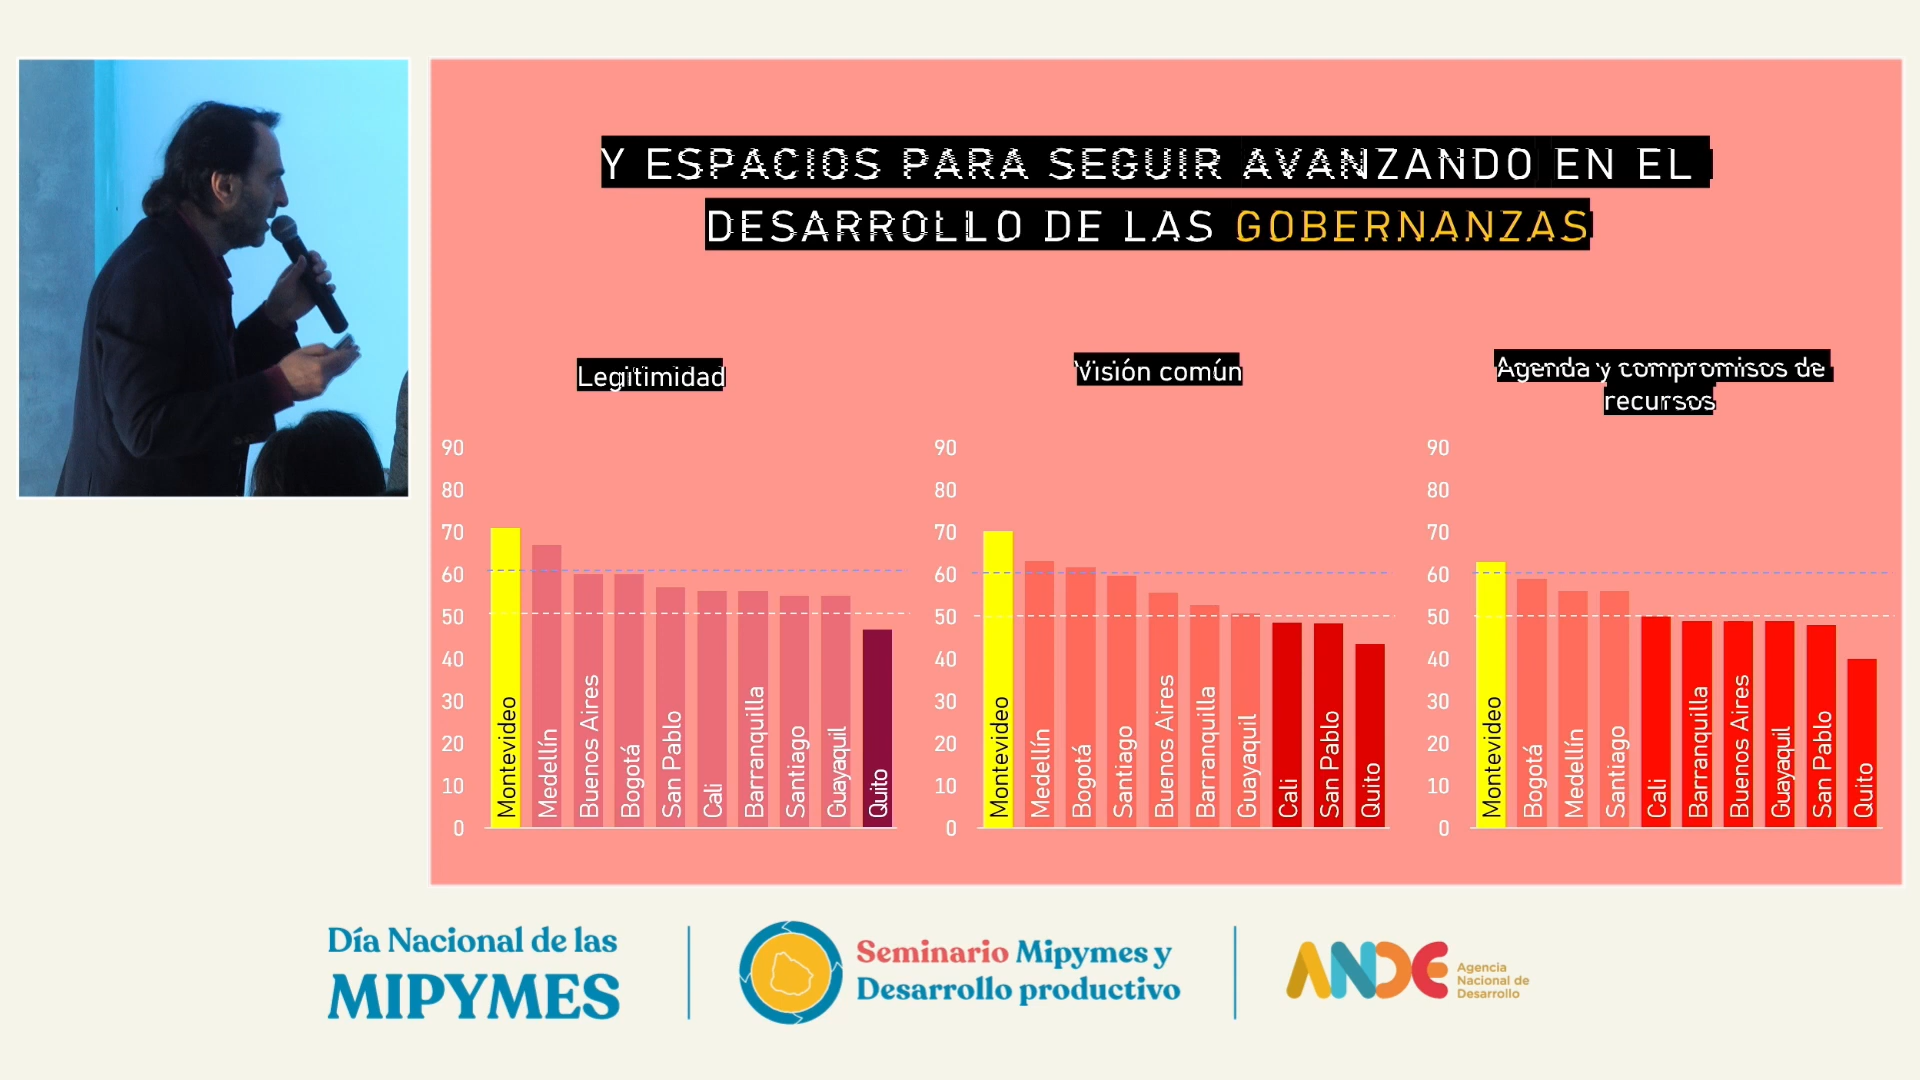 Y ESPACIOS PARA SEGUIR AVANZANDO EN EL
DESARROLLO DE LAS GOBERNANZAS
Legitimidad
90
80
70
60
50
40
30
20
10
0
Montevideo
Medellín
Buenos Aires
Bogotá
San Pablo
Cali
Barranquilla
Santiago
Guayaquil
Quito
Visión común
90
80
70
60
50
40
30
20
10
0
Montevideo
Medellín
Bogotá
Santiago
Buenos Aires
Barranquilla
Guayaquil
Cali
San Pablo
Quito
Agenda y compromisos de
recursos
90
80
70
60
50
40
30
20
10
0
Montevideo
Bogotá
Medellín
Santiago
Cali
Barranquilla
Buenos Aires
Guayaquil
San Pablo
Quito
Día Nacional de las
MIPYMES
Seminario Mipymes y
Desarrollo productivo
ANDE
Agencia
Nacional de
Desarrollo